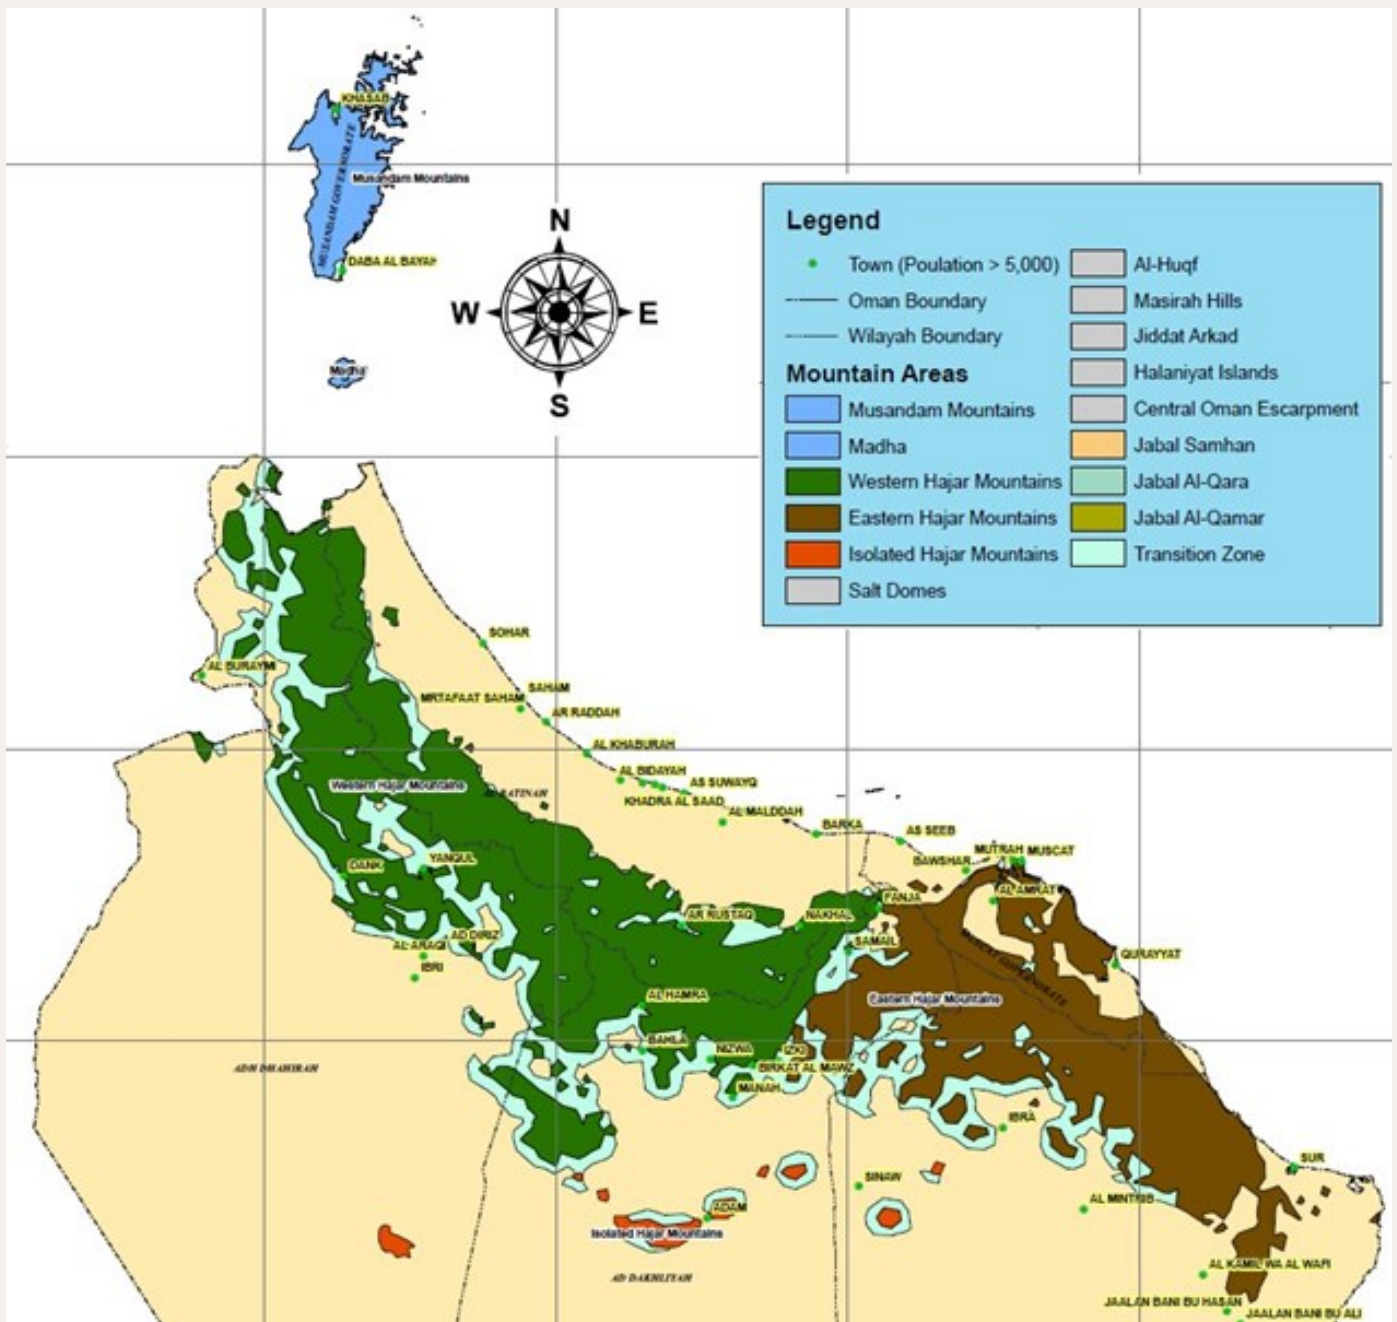 KHASAB
MUSANDAM GOVERNORATE
Musandam Mountains
DABA AL BAYAH
Madha
N
W
E
S
Legend
Town (Poulation > 5,000)
Oman Boundary
Wilayah Boundary
Mountain Areas
Musandam Mountains
Madha
Western Hajar Mountains
Eastern Hajar Mountains
Isolated Hajar Mountains
Salt Domes
Al-Huqf
Masirah Hills
Jiddat Arkad
Halaniyat Islands
Central Oman Escarpment
Jabal Samhan
Jabal Al-Qara
Jabal Al-Qamar
Transition Zone
SOHAR
AL BURAYMI
SAHAM
MRTAFAAT SAHAM
AR RADDAH
AL KHABURAH
AL BIDAYAH
AS SUWAYQ
Western Hajar Mountains
BATINAH
KHADRA AL SAAD
AL MALDDAH
BARKA
AS SEEB
MUTRAH
MUSCAT
BAWSHAR
YANQUL
DANK
AL AMRAT
FANJA
AR RUSTAQ
NAKHAL
AD DIRIZ
AL ARAQI
SAMAIL
MUSCAT GOVERNORATE
QURAYYAT
IBRI
AL HAMRA
Eastern Hajar Mountains
BAHLA
NIZWA
IZKI
ADH DHAHIRAH
BIRKAT AL MAWZ
MANAH
IBRA
SUR
SINAW
AL MINTRIB
ADAM
Isolated Hajar Mountains
AL KAMIL WA AL WAFI
AD DAKHLIYAH
JAALAN BANI BU HASAN
JAALAN BANI BU ALI